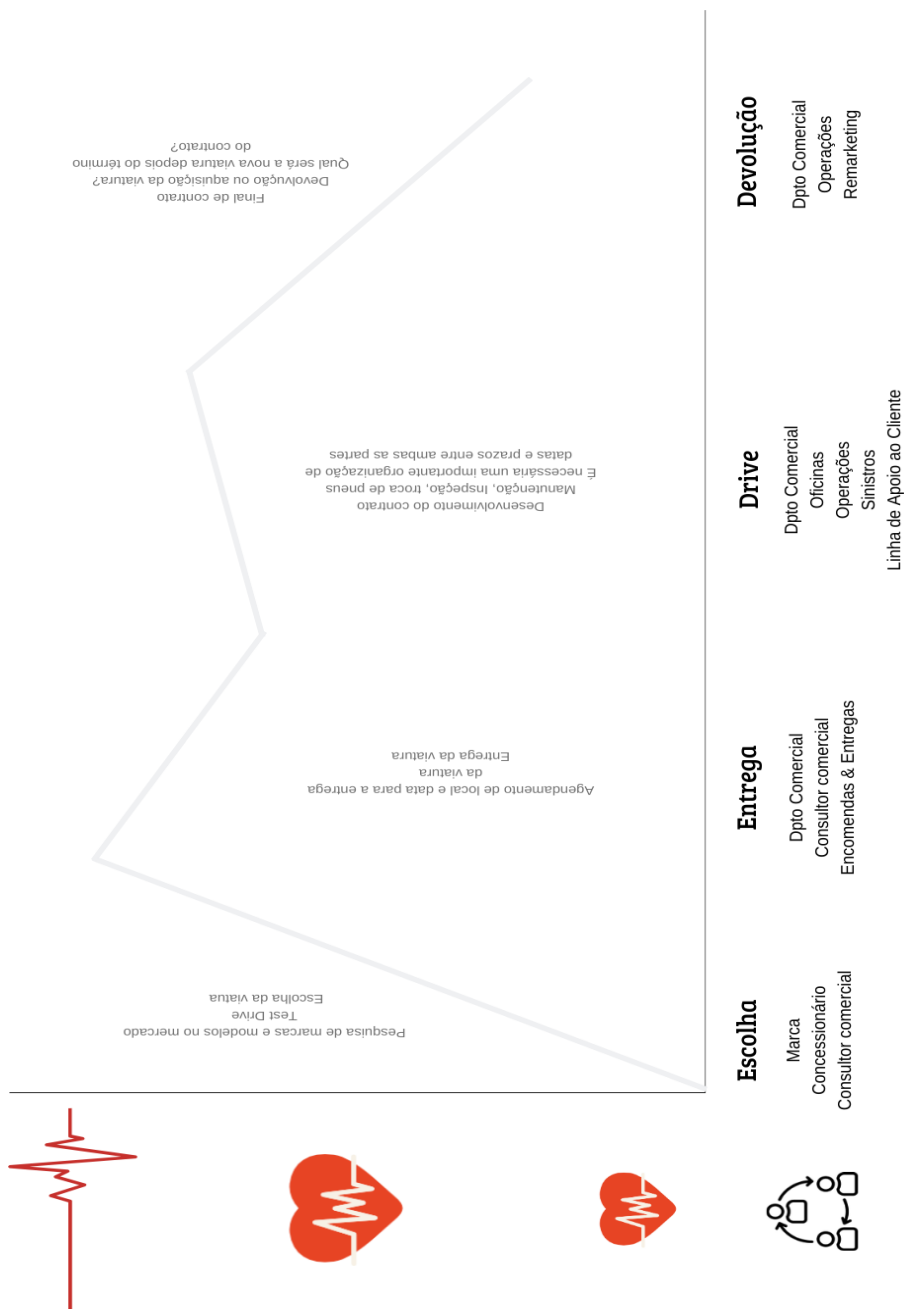 Pesquisa de marcas e modelos no mercado
Test Drive
Escolha da viatua
Agendamento de local e data para a entrega
da viatura
Entrega da viatura
Desenvolvimento do contrato
Manutenção, Inspeção, troca de pneus
É necessária uma importante organização de
datas e prazos entre ambas as partes
Final de contrato
Devolução ou aquisição da viatura?
Qual será a nova viatura depois do término
do contrato?
Escolha
Marca
Concessionário
Consultor comercial
Entrega
Dpto Comercial
Consultor comercial
Encomendas & Entregas
Drive
Dpto Comercial
Oficinas
Operações
Sinistros
Linha de Apoio ao Cliente
Devolução
Dpto Comercial
Operações
Remarketing